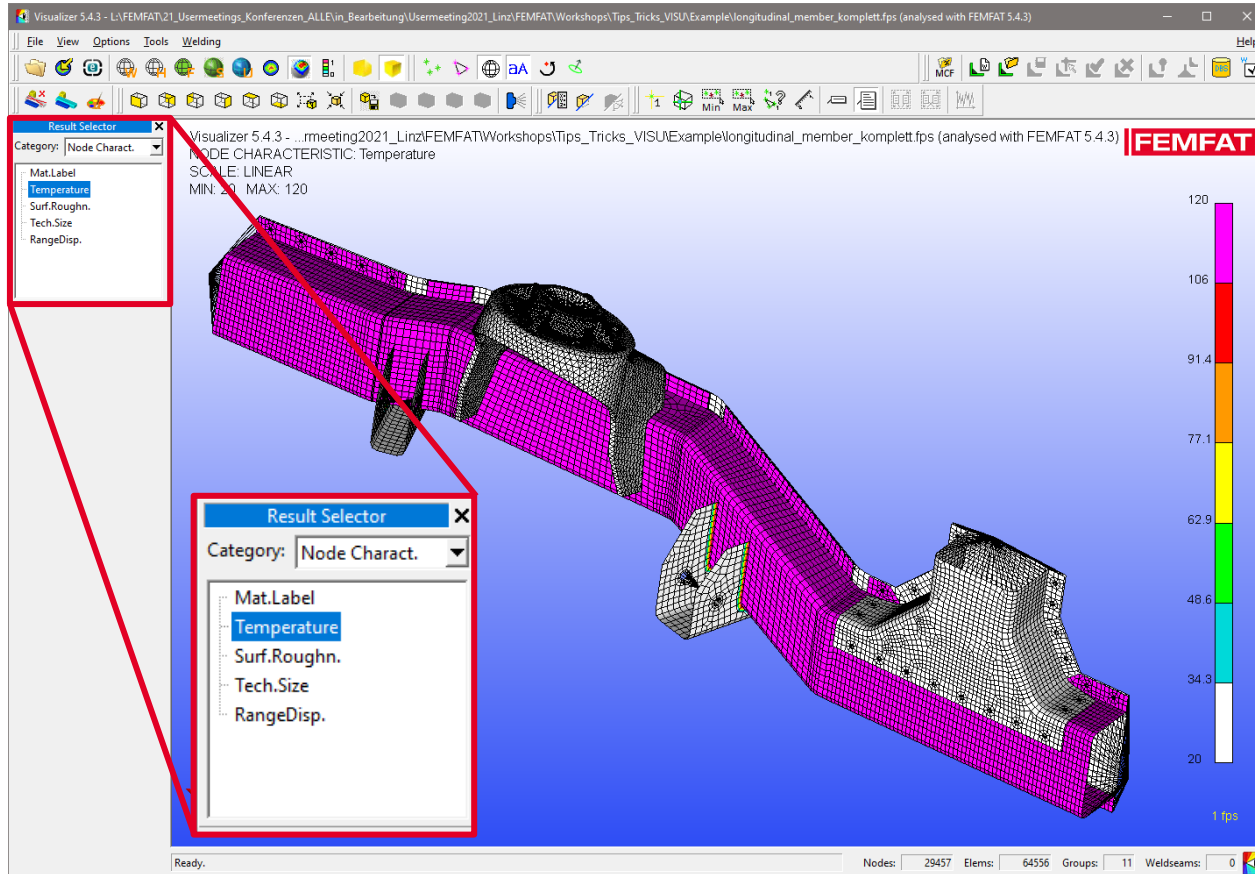 Visualizer 5.4.3 - L:\FEMFAT\21_Usermeetings_Konferenzen_ALLE\in_Bearbeitung\Usermeeting2021_Linz\FEMFAT\Workshops\Tips_Tricks_VISU\Example\longitudinal_member_komplett.fps (analysed with FEMFAT 5.4.3)
File View Options Tools Welding Help
aA MCF DBS
Min Max
Result Selector
Category: Node Charact.
Mat.Label
Temperature
Surf.Roughn.
Tech.Size
RangeDisp.
Visualizer 5.4.3 - ...rmeeting2021_Linz\FEMFAT\Workshops\Tips_Tricks_VISU\Example\longitudinal_member_komplett.fps (analysed with FEMFAT 5.4.3)
NODE CHARACTERISTIC: Temperature
SCALE: LINEAR
MIN: 20 MAX: 120
FEMFAT
120
106
91.4
77.1
62.9
48.6
34.3
20
Result Selector
Category: Node Charact.
Mat.Label
Temperature
Surf.Roughn.
Tech.Size
RangeDisp.
1 fps
Ready. Nodes: 29457 Elems: 64556 Groups: 11 Weldseams: 0